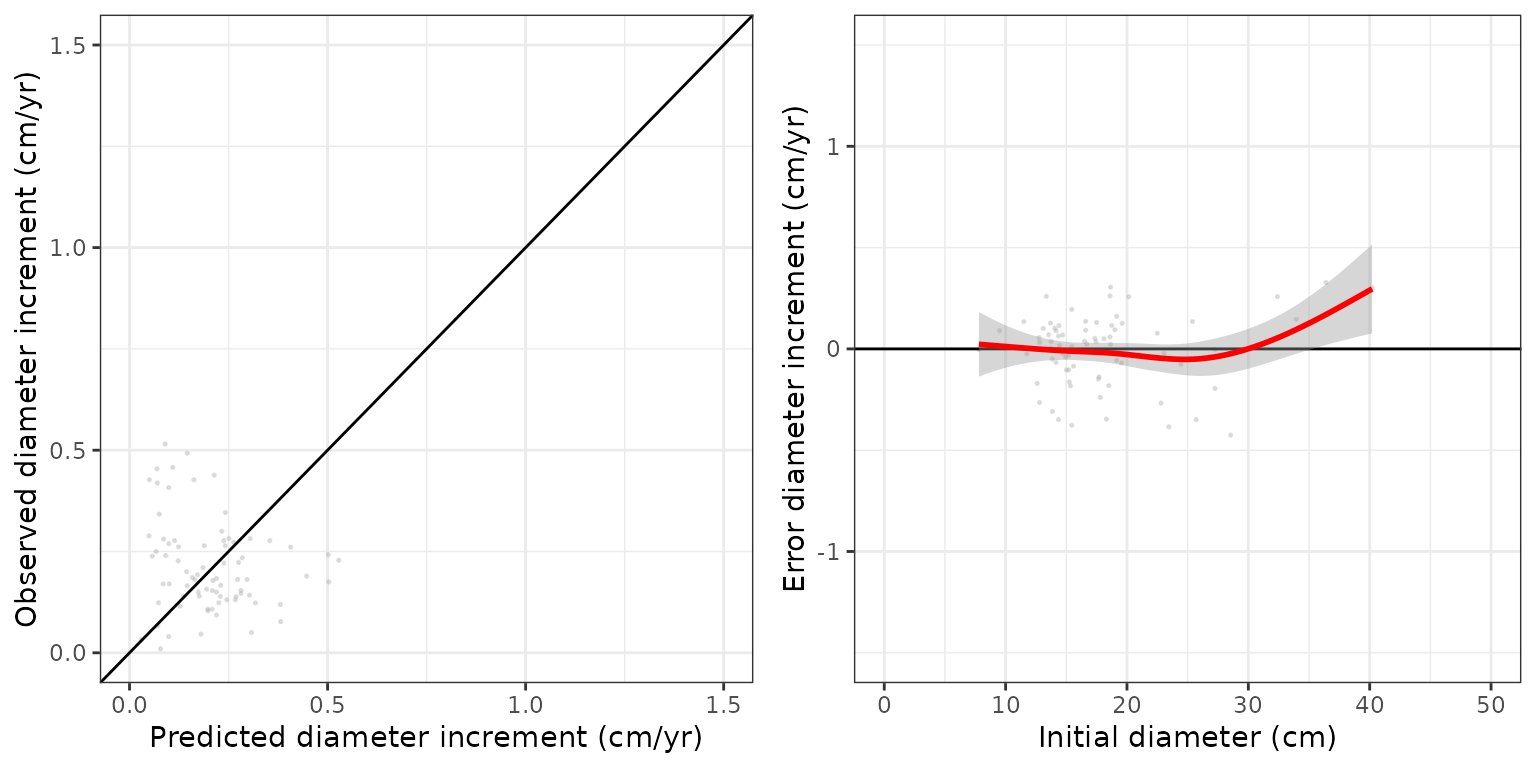 Observed diameter increment (cm/yr)
1.5
1.0
0.5
0.0
0.0 0.5 1.0 1.5
Predicted diameter increment (cm/yr)
Error diameter increment (cm/yr)
1
0
-1
0 10 20 30 40 50
Initial diameter (cm)